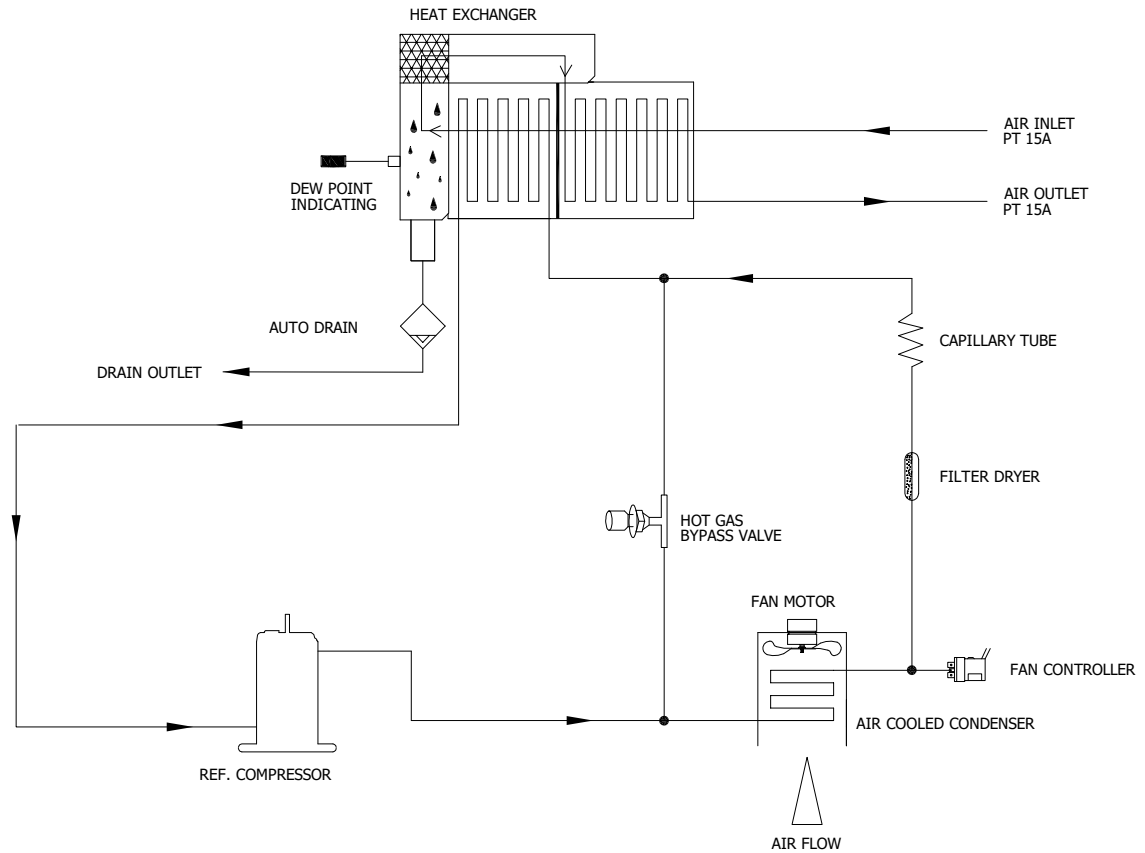 HEAT EXCHANGER
AIR INLET
PT 15A
DEW POINT
INDICATING
AIR OUTLET
PT 15A
AUTO DRAIN
CAPILLARY TUBE
DRAIN OUTLET
FILTER DRYER
HOT GAS
BYPASS VALVE
FAN MOTOR
FAN CONTROLLER
AIR COOLED CONDENSER
REF. COMPRESSOR
AIR FLOW